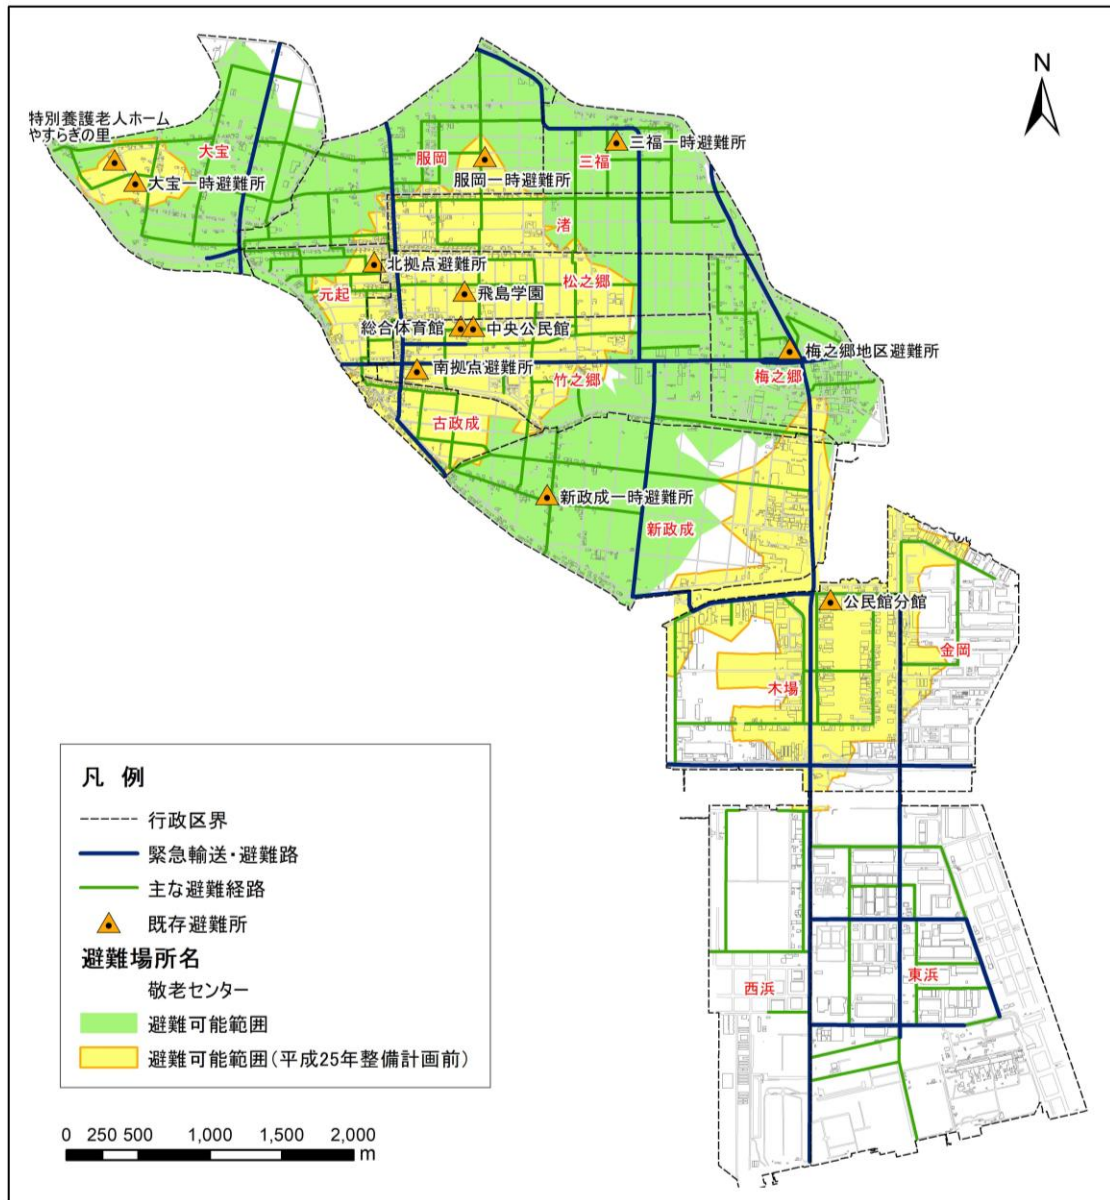 N
特別養護老人ホーム
やすらぎの里
大宝
大宝一時避難所
服岡
服岡一時避難所
三福
三福一時避難所
渚
北拠点避難所
松之郷
元起
飛島学園
総合体育館
中央公民館
梅之郷地区避難所
南拠点避難所
竹之郷
梅之郷
古政成
新政成一時避難所
新政成
公民館分館
金岡
木場
西浜
東浜
凡 例
行政区界
緊急輸送・避難路
主な避難経路
既存避難所
避難場所名
敬老センター
避難可能範囲
避難可能範囲(平成25年整備計画前)
0 250 500 1,000 1,500 2,000
m